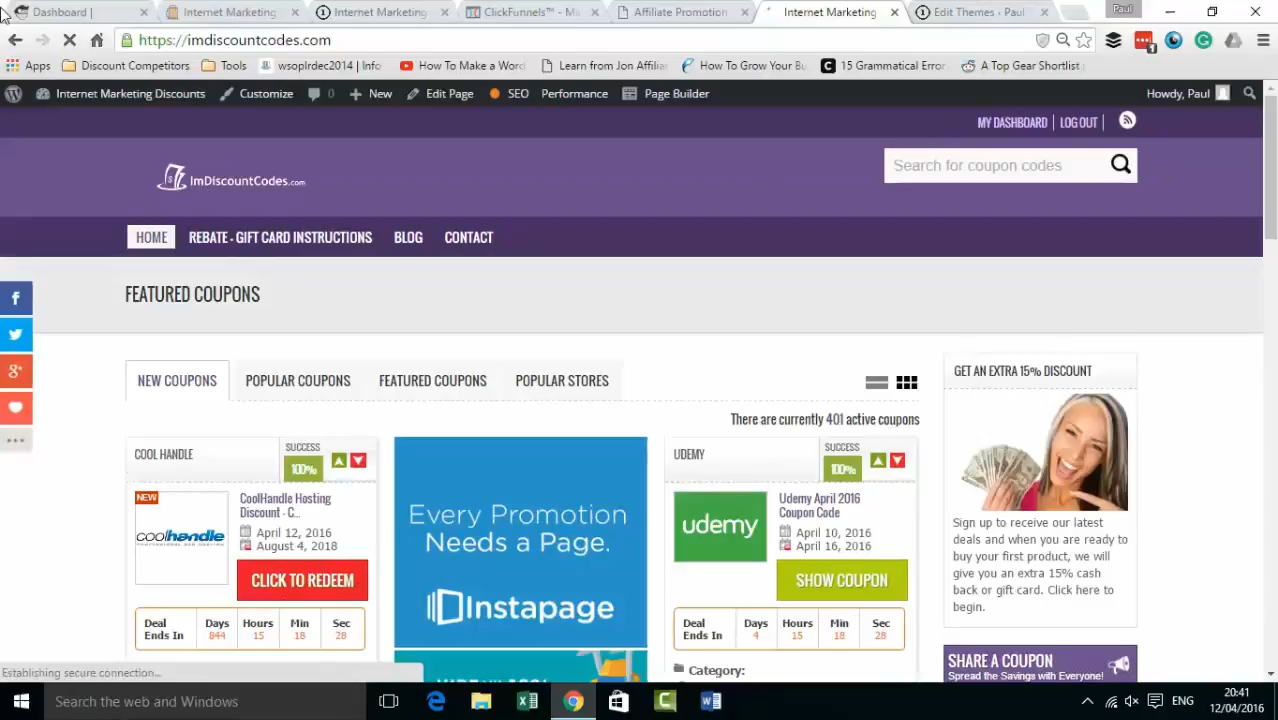 Dashboard |
Internet Marketing
Internet Marketing
ClickFunnels™ - Mi
Affiliate Promotion
Internet Marketing
Edit Themes - Paul
Paul
https://imdiscountcodes.com
1
Apps
Discount Competitors
Tools
wsoplrdec2014 | Info
How To Make a Word
Learn from Jon Affilia
How To Grow Your Bu
15 Grammatical Error
A Top Gear Shortlist
Internet Marketing Discounts
Customize
0
New
Edit Page
SEO
Performance
Page Builder
Howdy, Paul
MY DASHBOARD
LOG OUT
ImDiscountCodes.com
Search for coupon codes
HOME
REBATE - GIFT CARD INSTRUCTIONS
BLOG
CONTACT
FEATURED COUPONS
NEW COUPONS
POPULAR COUPONS
FEATURED COUPONS
POPULAR STORES
There are currently 401 active coupons
COOL HANDLE
SUCCESS
100%
NEW
coolhandle
CoolHandle Hosting
Discount - C...
April 12, 2016
August 4, 2018
CLICK TO REDEEM
Deal Ends In
Days Hours Min Sec
844 15 18 28
Every Promotion
Needs a Page.
Instapage
UDEMY
SUCCESS
100%
udemy
Udemy April 2016
Coupon Code
April 10, 2016
April 16, 2016
SHOW COUPON
Deal Ends In
Days Hours Min Sec
4 15 18 28
Category:
GET AN EXTRA 15% DISCOUNT
Sign up to receive our latest
deals and when you are ready to
buy your first product, we will
give you an extra 15% cash
back or gift card. Click here to
begin.
SHARE A COUPON
Spread the Savings with Everyone!
Establishing secure connection...
Search the web and Windows
ENG
20:41
12/04/2016